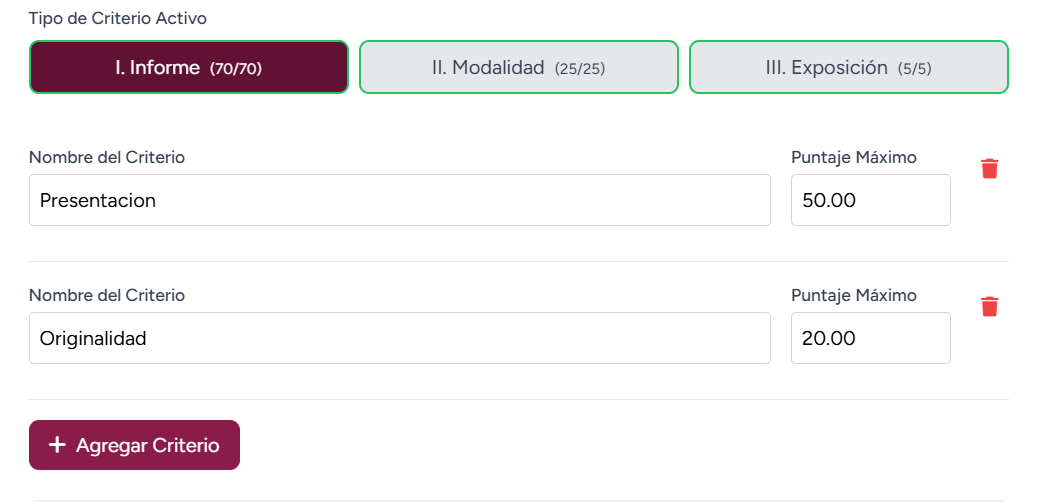 Tipo de Criterio Activo
I. Informe (70/70) II. Modalidad (25/25) III. Exposición (5/5)
Nombre del Criterio Puntaje Máximo
Presentacion 50.00
Nombre del Criterio Puntaje Máximo
Originalidad 20.00
+ Agregar Criterio